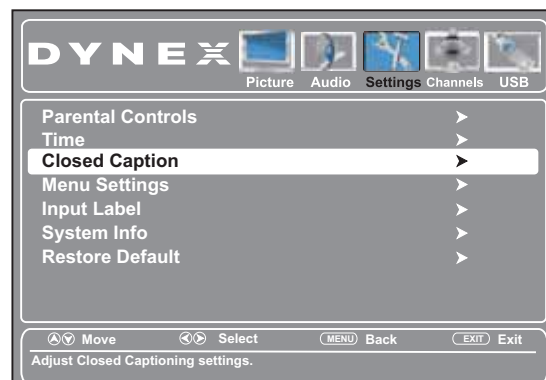 DYNEX
Picture Audio Settings Channels USB
Parental Controls
Time
Closed Caption
Menu Settings
Input Label
System Info
Restore Default
Move Select MENU Back EXIT Exit
Adjust Closed Captioning settings.